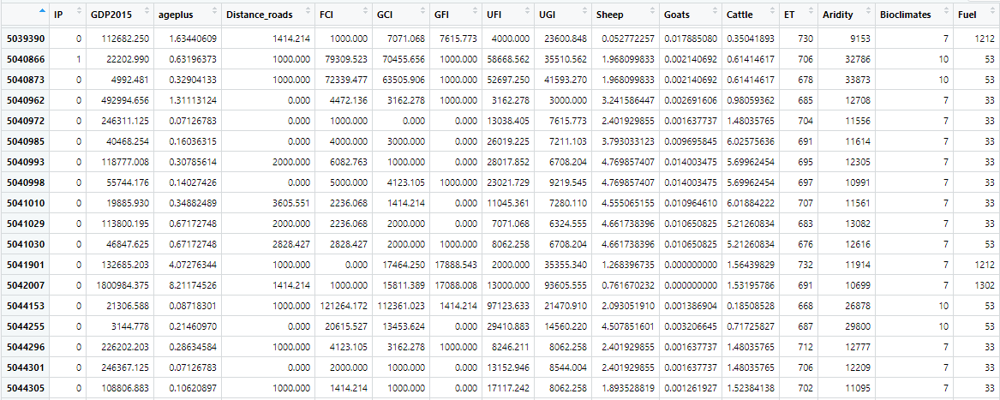 IP GDP2015 ageplus Distance_roads FCI GCI GFI UFI UGI Sheep Goats Cattle ET Aridity Bioclimates Fuel
5039390 0 112682.250 1.63440609 1414.214 1000.000 7071.068 7615.773 4000.000 23600.848 0.052772257 0.017885080 0.35041893 730 9153 7 1212
5040866 1 22202.990 0.63196373 1000.000 79309.523 70455.656 1000.000 58668.562 35510.562 1.968099833 0.002140692 0.61414617 706 32786 10 53
5040873 0 4992.481 0.32904133 1000.000 72339.477 63505.906 1000.000 52697.250 41593.270 1.968099833 0.002140692 0.61414617 678 33873 10 53
5040962 0 492994.656 1.31113124 0.000 4472.136 3162.278 1000.000 3162.278 3000.000 3.241586447 0.002691606 0.98059362 685 12708 7 33
5040972 0 246311.125 0.07126783 0.000 1000.000 0.000 0.000 13038.405 7615.773 2.401929855 0.001637737 1.48035765 704 11556 7 33
5040985 0 40468.254 0.16036315 0.000 4000.000 3000.000 0.000 26019.225 7211.103 3.793033123 0.009695845 6.02575636 691 11614 7 33
5040993 0 118777.008 0.30785614 2000.000 6082.763 1000.000 0.000 28017.852 6708.204 4.769857407 0.014003475 5.69962454 695 12305 7 33
5040998 0 55744.176 0.14027426 0.000 5000.000 4123.105 1000.000 23021.729 9219.545 4.769857407 0.014003475 5.69962454 697 10991 7 33
5041010 0 19885.930 0.34882489 3605.551 2236.068 1414.214 0.000 11045.361 7280.110 4.555065155 0.010964610 6.01884222 707 11561 7 33
5041029 0 113800.195 0.67172748 2000.000 2236.068 2000.000 0.000 7071.068 6324.555 4.661738396 0.010650825 5.21260834 683 13082 7 33
5041030 0 46847.625 0.67172748 2828.427 2828.427 2000.000 1000.000 8062.258 6708.204 4.661738396 0.010650825 5.21260834 676 12616 7 53
5041901 0 132685.203 4.07276344 1000.000 0.000 17464.250 17888.543 2000.000 35355.340 1.268396735 0.000000000 1.56439829 732 11914 7 1212
5042007 0 1800984.375 8.21174526 1414.214 1000.000 15811.389 17088.008 13000.000 93605.555 0.761670232 0.000000000 1.53195786 691 10699 7 1302
5044153 0 21306.588 0.08718301 1000.000 121264.172 112361.023 1414.214 97123.633 21470.910 2.093051910 0.001386904 0.18508528 668 26878 10 53
5044255 0 3144.778 0.21460970 0.000 20615.527 13453.624 0.000 29410.883 14560.220 4.507851601 0.003206645 0.71725827 687 29800 10 53
5044296 0 226202.203 0.28634584 1000.000 4123.105 3162.278 1000.000 8246.211 8062.258 2.401929855 0.001637737 1.48035765 712 12777 7 33
5044301 0 246367.125 0.07126783 0.000 2000.000 1000.000 0.000 13152.946 8544.004 2.401929855 0.001637737 1.48035765 706 12209 7 33
5044305 0 108806.883 0.10620897 1000.000 1414.214 1000.000 0.000 17117.242 8062.258 1.893528819 0.001261927 1.52384138 702 11095 7 33